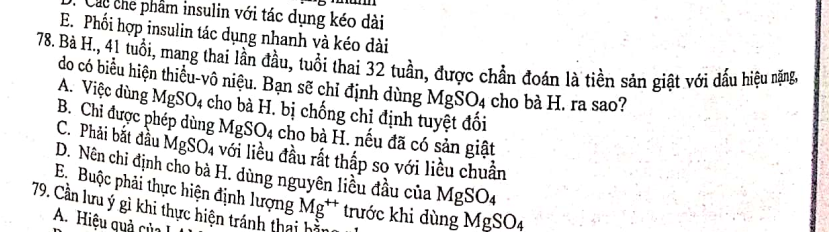 D. Các chế phẩm insulin với tác dụng kéo dài
E. Phối hợp insulin tác dụng nhanh và kéo dài
78. Bà H., 41 tuổi, mang thai lần đầu, tuổi thai 32 tuần, được chẩn đoán là tiền sản giật với dấu hiệu nặng,
do có biểu hiện thiểu-vô niệu. Bạn sẽ chỉ định dùng MgSO4 cho bà H. ra sao?
A. Việc dùng MgSO4 cho bà H. bị chống chỉ định tuyệt đối
B. Chỉ được phép dùng MgSO4 cho bà H. nếu đã có sản giật
C. Phải bắt đầu MgSO4 với liều đầu rất thấp so với liều chuẩn
D. Nên chỉ định cho bà H. dùng nguyên liều đầu của MgSO4
E. Buộc phải thực hiện định lượng Mg++ trước khi dùng MgSO4
79. Cần lưu ý gì khi thực hiện tránh thai
A. Hiệu quả của